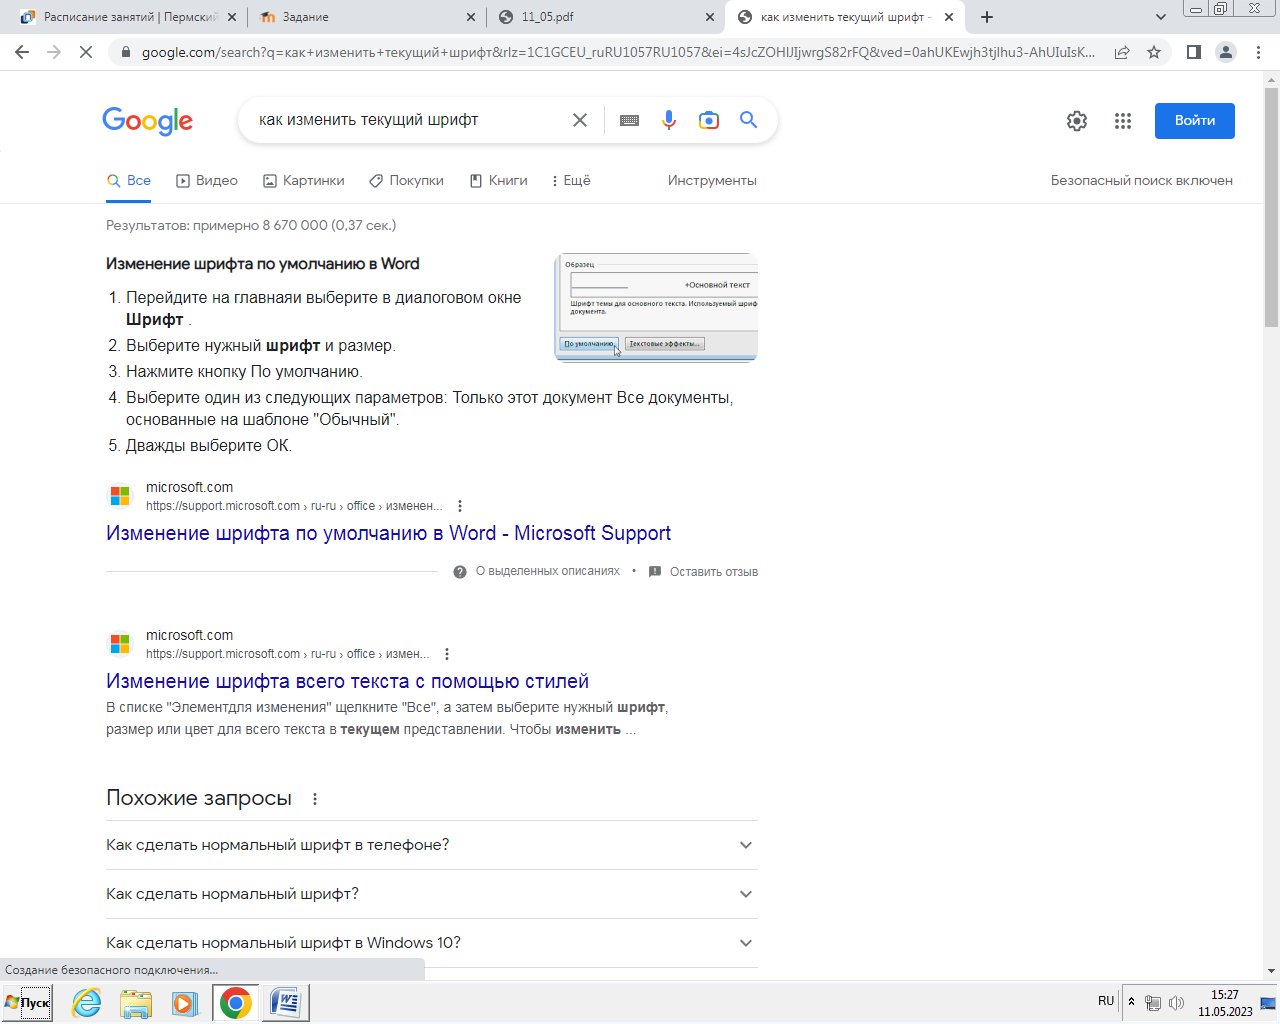 Расписание занятий | Пермский
Задание
11_05.pdf
как изменить текущий шрифт -
google.com/search?q=как+изменить+текущий+шрифт&rlz=1C1GCEU_ruRU1057RU1057&ei=4sJcZOHlJIjwrgS82rFQ&ved=0ahUKEwjh3tjlhu3-AhUIuIsK...
Google
как изменить текущий шрифт
Войти
Все
Видео
Картинки
Покупки
Книги
Ещё
Инструменты
Безопасный поиск включен
Результатов: примерно 8 670 000 (0,37 сек.)
Изменение шрифта по умолчанию в Word
1. Перейдите на главнаяи выберите в диалоговом окне
Шрифт .
2. Выберите нужный шрифт и размер.
3. Нажмите кнопку По умолчанию.
4. Выберите один из следующих параметров: Только этот документ Все документы,
основанные на шаблоне "Обычный".
5. Дважды выберите ОК.
Образец
+Основной текст
Шрифт темы для основного текста. Используемый шриф
документа.
По умолчанию
Текстовые эффекты...
microsoft.com
https://support.microsoft.com › ru-ru › office › изменен...
Изменение шрифта по умолчанию в Word - Microsoft Support
О выделенных описаниях
•
Оставить отзыв
microsoft.com
https://support.microsoft.com › ru-ru › office › измен...
Изменение шрифта всего текста с помощью стилей
В списке "Элементдля изменения" щелкните "Все", а затем выберите нужный шрифт,
размер или цвет для всего текста в текущем представлении. Чтобы изменить ...
Похожие запросы
Как сделать нормальный шрифт в телефоне?
Как сделать нормальный шрифт?
Как сделать нормальный шрифт в Windows 10?
Создание безопасного подключения...
Пуск
RU
15:27
11.05.2023